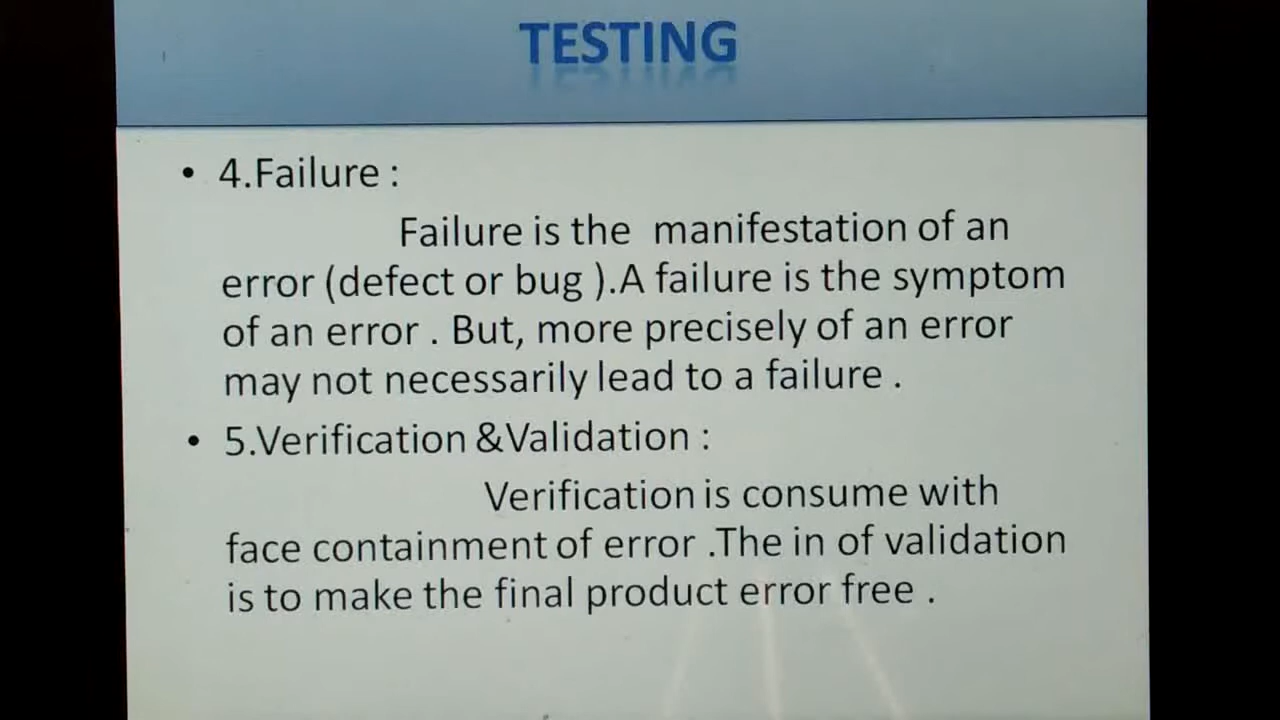 TESTING
• 4.Failure :
Failure is the manifestation of an
error (defect or bug ).A failure is the symptom
of an error . But, more precisely of an error
may not necessarily lead to a failure .
• 5.Verification &Validation :
Verification is consume with
face containment of error .The in of validation
is to make the final product error free .